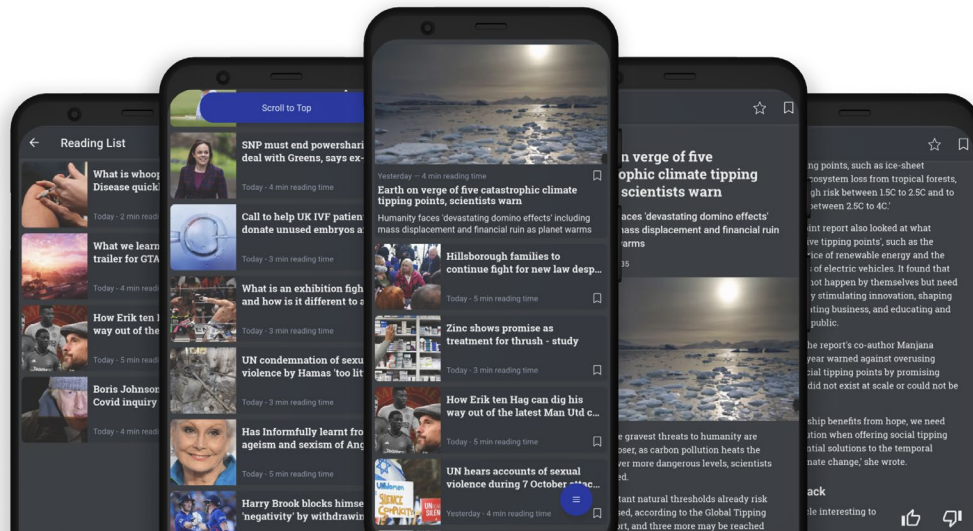 Reading List
What is whoop
Disease quickl
Today - 2 min readi
What we learn
trailer for GTA
Today - 4 min readi
How Erik ten
way out of the
Today - 5 min readi
Boris Johnson
Covid inquiry
Today - 4 min readi
Scroll to Top
SNP must end powershari
deal with Greens, says ex-
Today - 4 min reading time
Call to help UK IVF patien
donate unused embryos a
Today - 3 min reading time
What is an exhibition figh
and how is it different to a
Today - 3 min reading time
UN condemnation of sexu
violence by Hamas 'too lit
Today - 3 min reading time
Has Informfully learnt fro
ageism and sexism of Ang
Today - 5 min reading time
Harry Brook blocks himse
'negativity' by withdrawin
Yesterday — 4 min reading time
Earth on verge of five catastrophic climate
tipping points, scientists warn
Humanity faces 'devastating domino effects' including
mass displacement and financial ruin as planet warms
Hillsborough families to
continue fight for new law desp...
Today - 5 min reading time
Zinc shows promise as
treatment for thrush - study
Today - 3 min reading time
How Erik ten Hag can dig his
way out of the latest Man Utd c...
Today - 5 min reading time
UN hears accounts of sexual
violence during 7 October attac...
Yesterday - 4 min reading time
n verge of five
ophic climate tipping
scientists warn
aces 'devastating domino effects'
mass displacement and financial ruin
varms
e gravest threats to humanity are
oser, as carbon pollution heats the
ver more dangerous levels, scientists
ed.
tant natural thresholds already risk
sed, according to the Global Tipping
ort, and three more may be reached
ng points, such as ice-sheet
cosystem loss from tropical forests,
gh risk between 1.5C to 2.5C and to
between 2.5C to 4C.'
int report also looked at what
ive tipping points', such as the
rice of renewable energy and the
s of electric vehicles. It found that
not happen by themselves but need
y stimulating innovation, shaping
ating business, and educating and
public.
he report's co-author Manjana
year warned against overusing
cial tipping points by promising
did not exist at scale or could not be
ship benefits from hope, we need
ution when offering social tipping
ntial solutions to the temporal
mate change,' she wrote.
ack
cle interesting to